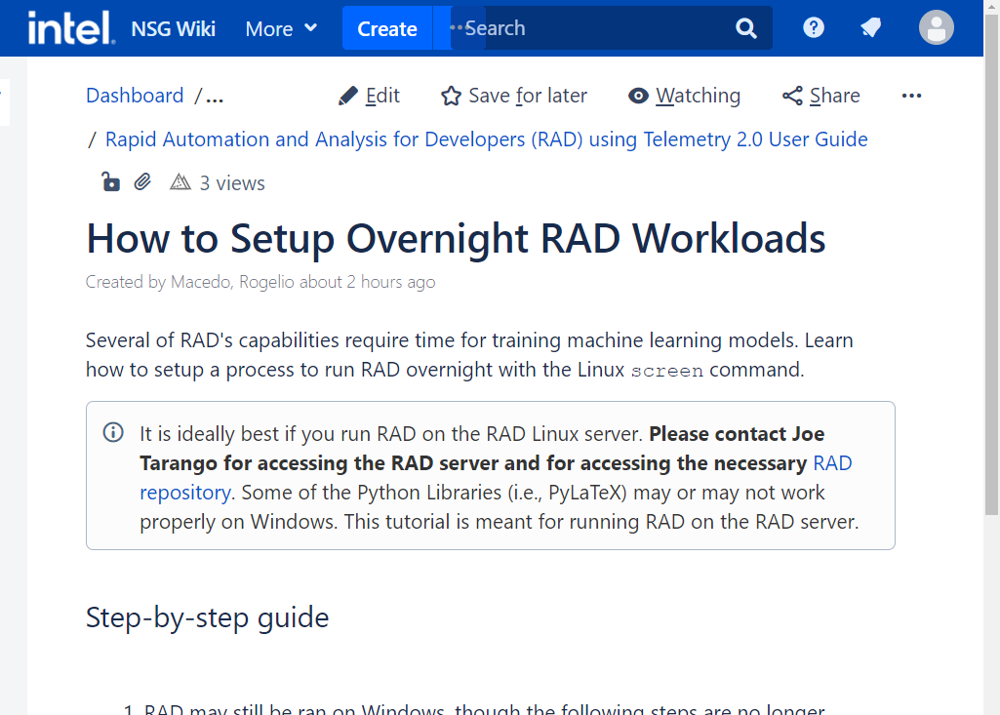 intel. NSG Wiki More Create Search
Dashboard / ... Edit Save for later Watching Share
/ Rapid Automation and Analysis for Developers (RAD) using Telemetry 2.0 User Guide
3 views
How to Setup Overnight RAD Workloads
Created by Macedo, Rogelio about 2 hours ago
Several of RAD's capabilities require time for training machine learning models. Learn
how to setup a process to run RAD overnight with the Linux screen command.
It is ideally best if you run RAD on the RAD Linux server. Please contact Joe
Tarango for accessing the RAD server and for accessing the necessary RAD
repository. Some of the Python Libraries (i.e., PyLaTeX) may or may not work
properly on Windows. This tutorial is meant for running RAD on the RAD server.
Step-by-step guide
1. RAD may still be ran on Windows, though the following steps are no longer